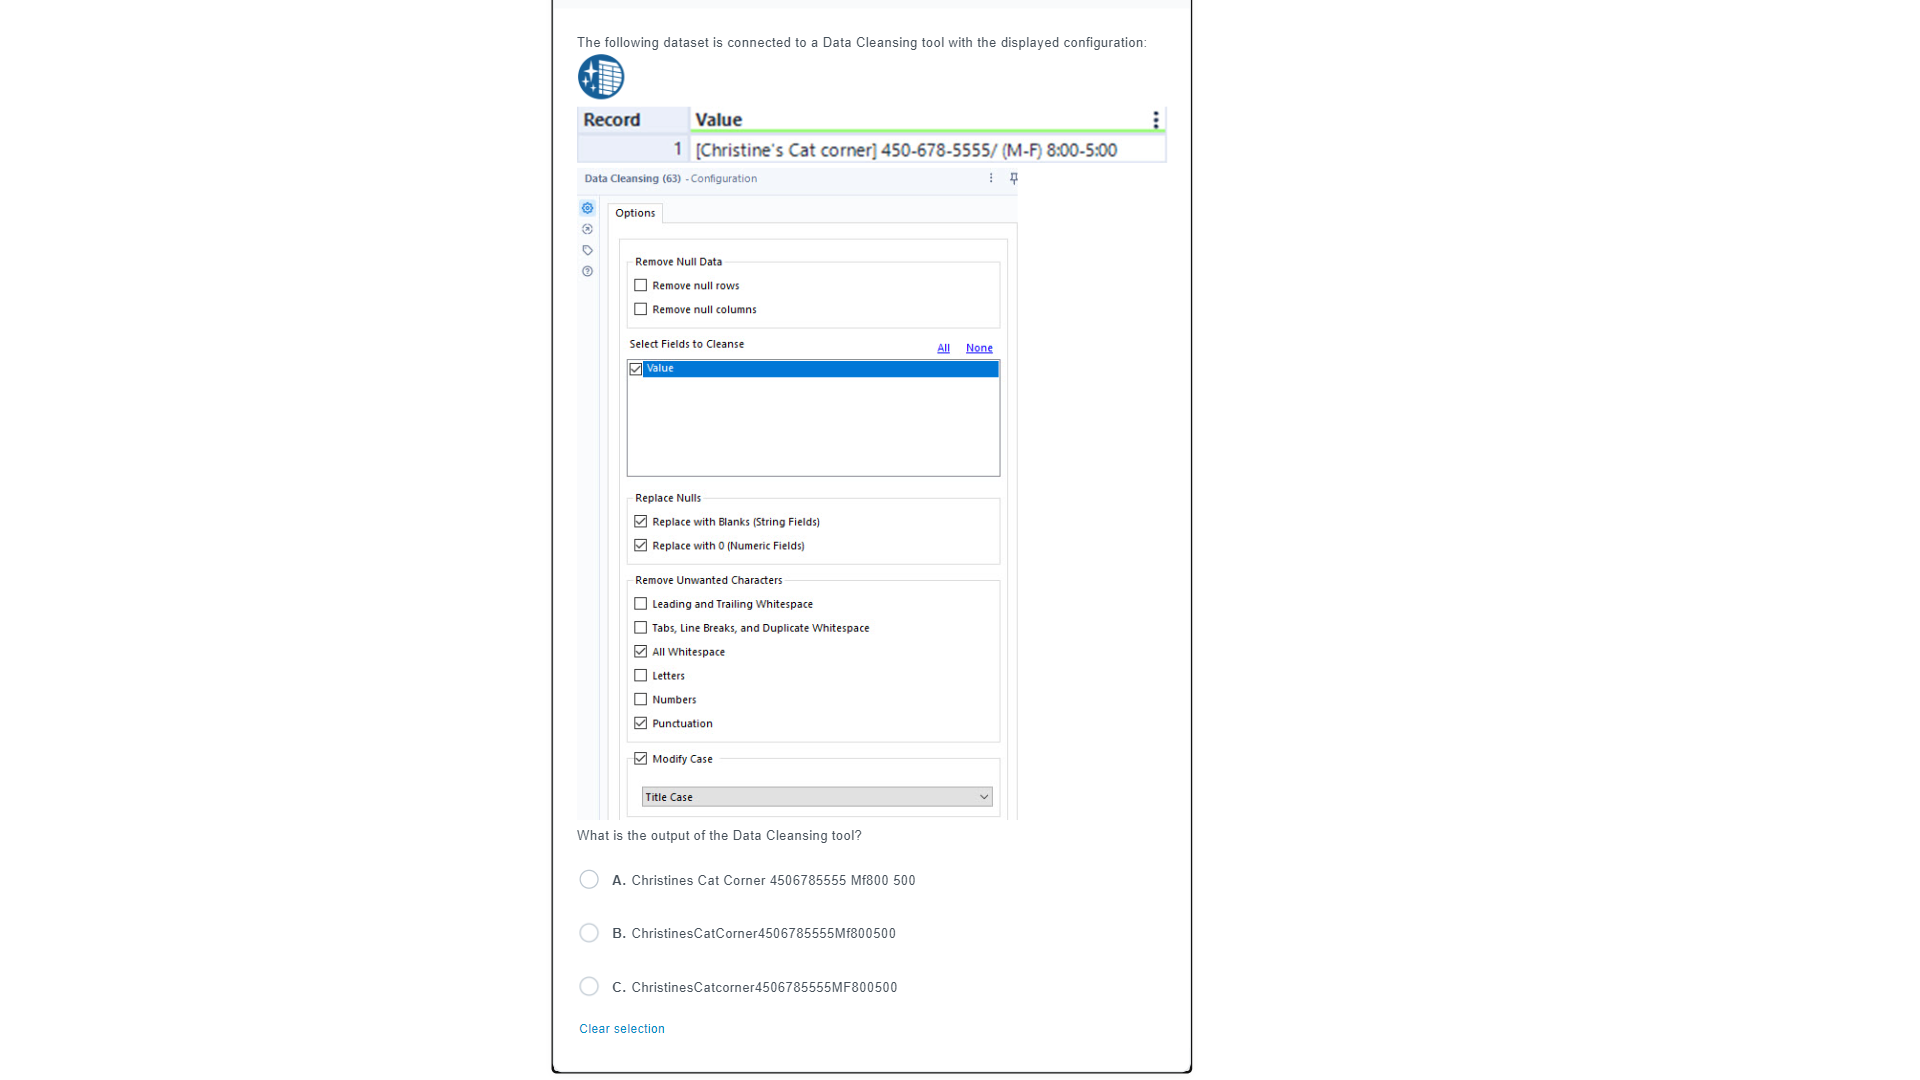 The following dataset is connected to a Data Cleansing tool with the displayed configuration:
Record Value
1 [Christine's Cat corner] 450-678-5555/ (M-F) 8:00-5:00
Data Cleansing (63) - Configuration
Options
Remove Null Data
Remove null rows
Remove null columns
Select Fields to Cleanse All None
Value
Replace Nulls
Replace with Blanks (String Fields)
Replace with 0 (Numeric Fields)
Remove Unwanted Characters
Leading and Trailing Whitespace
Tabs, Line Breaks, and Duplicate Whitespace
All Whitespace
Letters
Numbers
Punctuation
Modify Case
Title Case
What is the output of the Data Cleansing tool?
A. Christines Cat Corner 4506785555 Mf800 500
B. ChristinesCatCorner4506785555Mf800500
C. ChristinesCatcorner4506785555MF800500
Clear selection